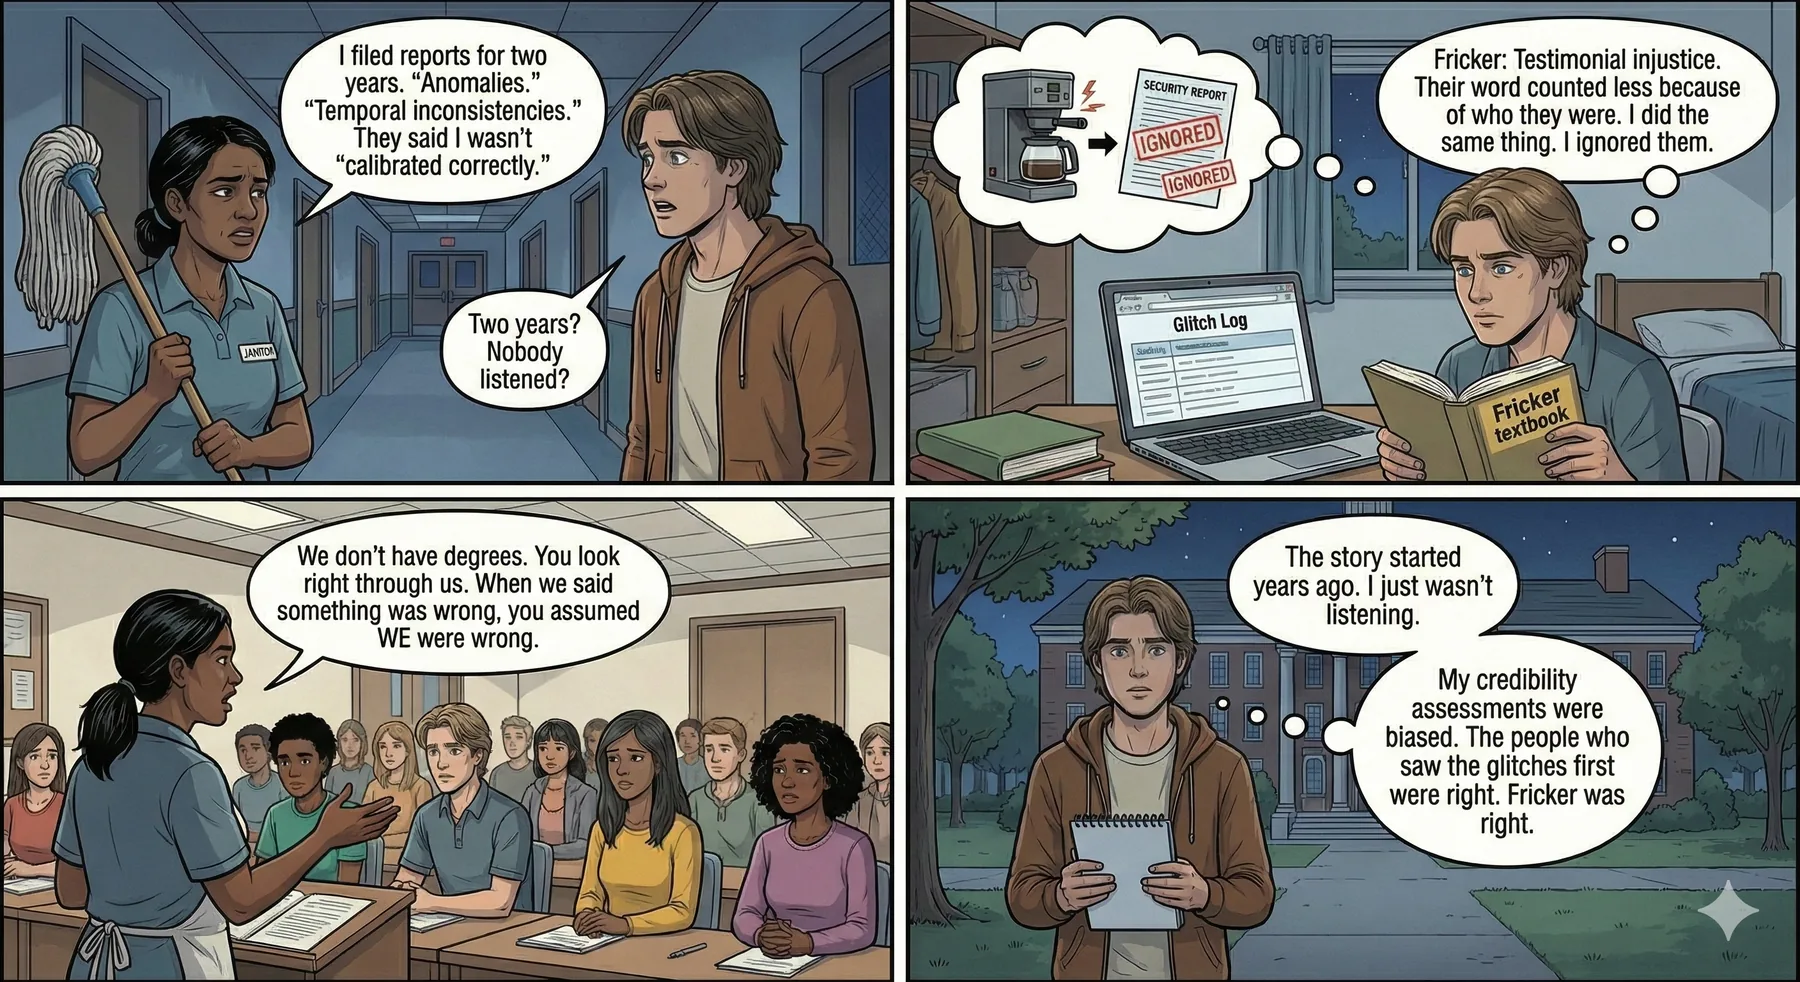 I filed reports for two
years. “Anomalies.”
“Temporal inconsistencies.”
They said I wasn’t
“calibrated correctly.”
JANITOR
Two years?
Nobody
listened?
SECURITY REPORT
IGNORED
IGNORED
Fricker: Testimonial injustice.
Their word counted less because
of who they were. I did the
same thing. I ignored them.
Glitch Log
Fricker
textbook
We don’t have degrees. You look
right through us. When we said
something was wrong, you assumed
WE were wrong.
The story started
years ago. I just wasn’t
listening.
My credibility
assessments were
biased. The people who
saw the glitches first
were right. Fricker was
right.